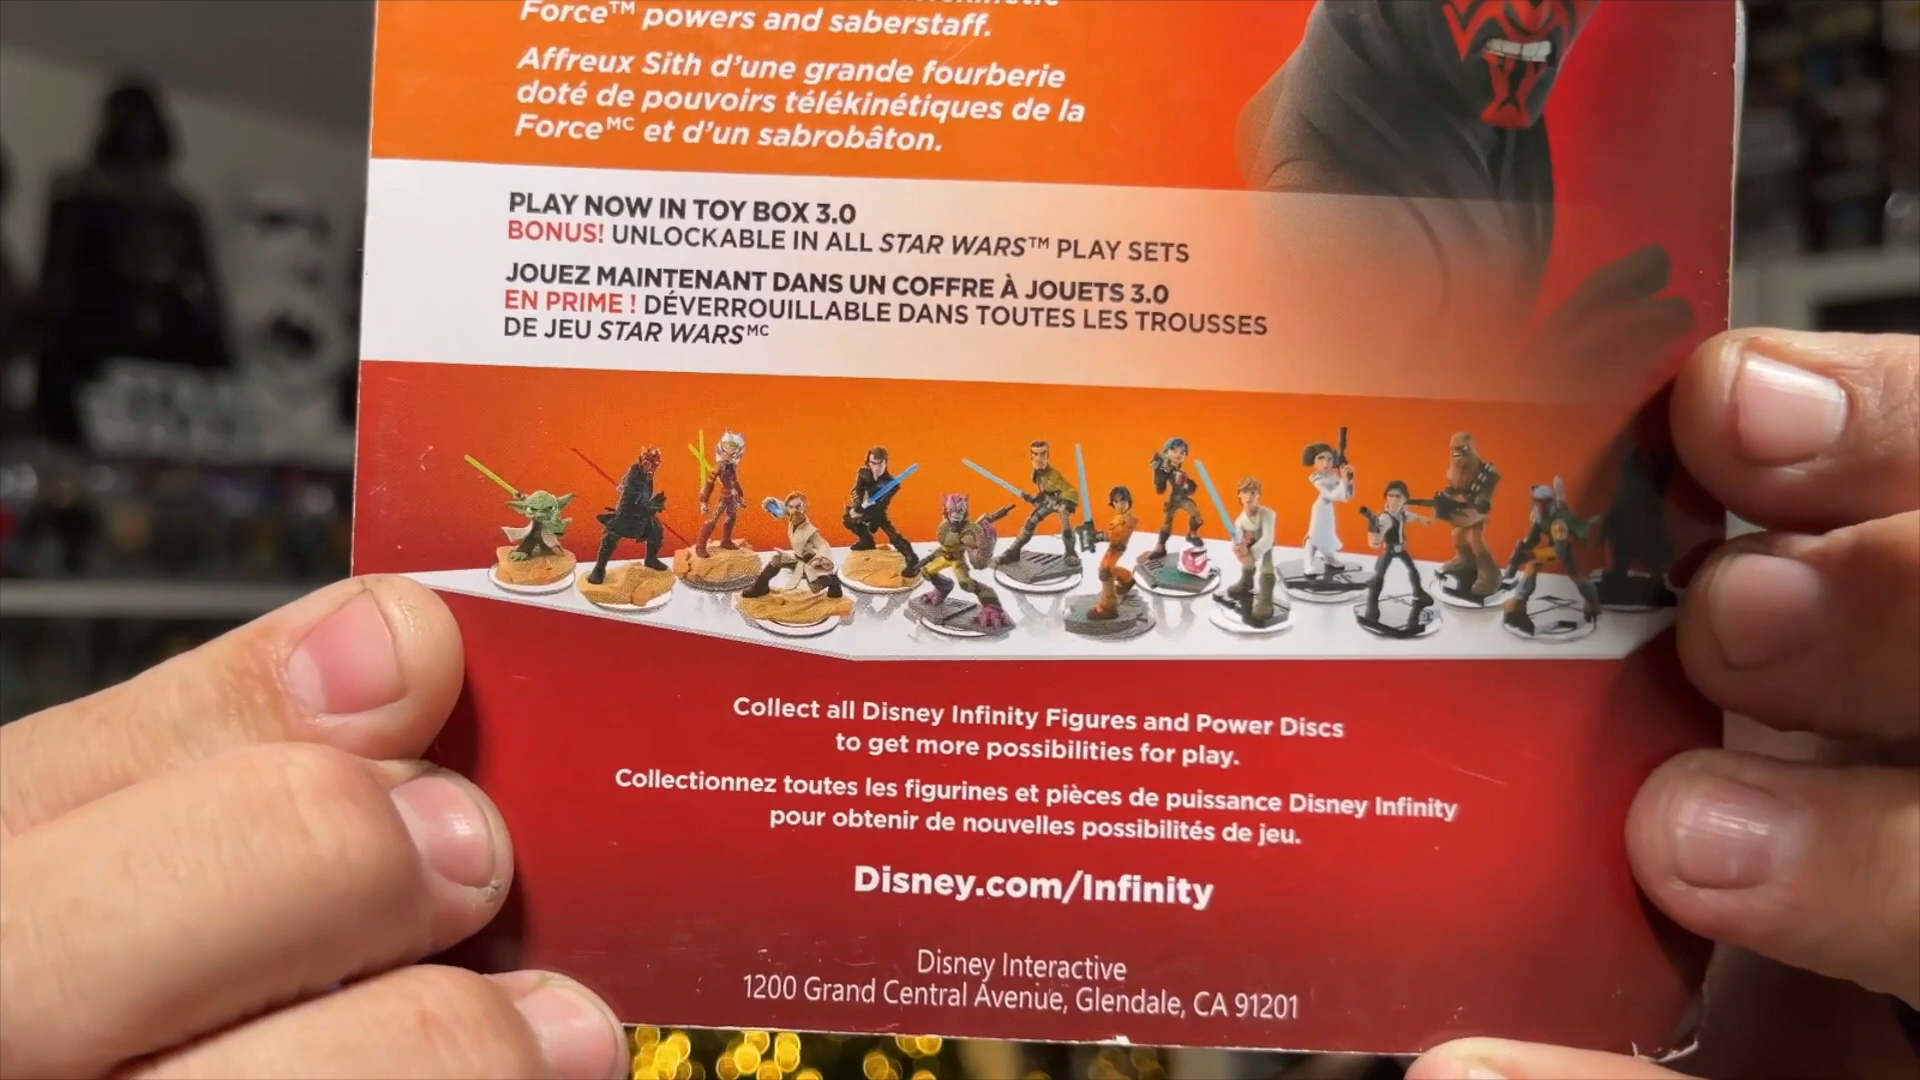 Force™ powers and saberstaff.
Affreux Sith d'une grande fourberie
doté de pouvoirs télékinétiques de la
Force MC et d'un sabrobâton.
PLAY NOW IN TOY BOX 3.0
BONUS! UNLOCKABLE IN ALL STAR WARS™ PLAY SETS
JOUEZ MAINTENANT DANS UN COFFRE À JOUETS 3.0
EN PRIME ! DÉVERROUILLABLE DANS TOUTES LES TROUSSES
DE JEU STAR WARS MC
Collect all Disney Infinity Figures and Power Discs
to get more possibilities for play.
Collectionnez toutes les figurines et pièces de puissance Disney Infinity
pour obtenir de nouvelles possibilités de jeu.
Disney.com/Infinity
Disney Interactive
1200 Grand Central Avenue, Glendale, CA 91201